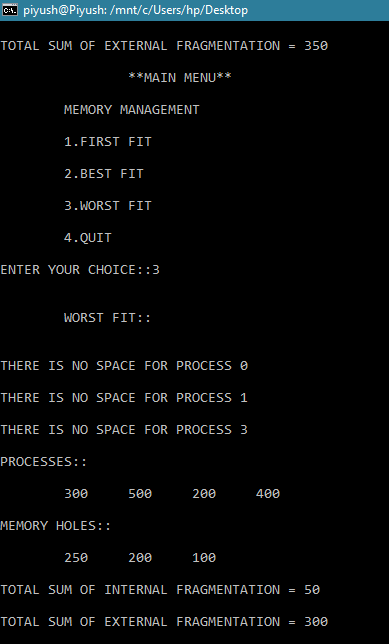 piyush@Piyush: /mnt/c/Users/hp/Desktop
TOTAL SUM OF EXTERNAL FRAGMENTATION = 350
**MAIN MENU**
MEMORY MANAGEMENT
1.FIRST FIT
2.BEST FIT
3.WORST FIT
4.QUIT
ENTER YOUR CHOICE::3
WORST FIT::
THERE IS NO SPACE FOR PROCESS 0
THERE IS NO SPACE FOR PROCESS 1
THERE IS NO SPACE FOR PROCESS 3
PROCESSES::
300 500 200 400
MEMORY HOLES::
250 200 100
TOTAL SUM OF INTERNAL FRAGMENTATION = 50
TOTAL SUM OF EXTERNAL FRAGMENTATION = 300